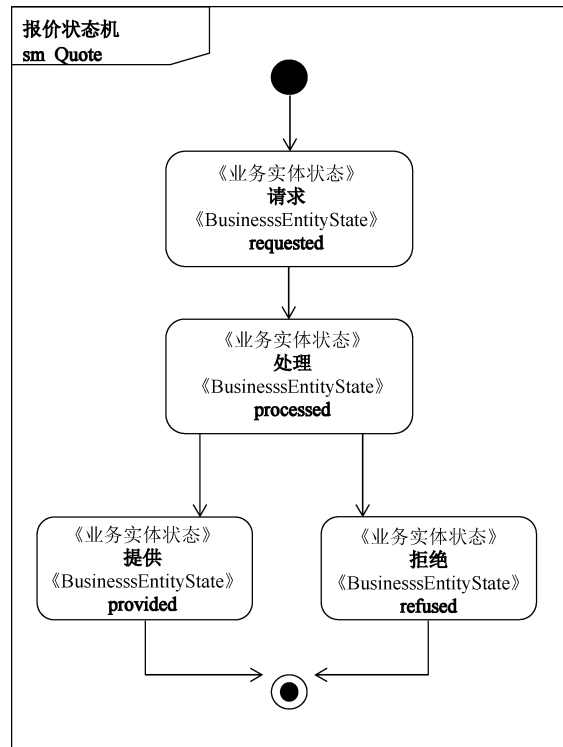 报价状态机
sm Quote
《业务实体状态》
请求
《BusinesssEntityState》
requested
《业务实体状态》
处理
《BusinesssEntityState》
processed
《业务实体状态》
提供
《BusinesssEntityState》
provided
《业务实体状态》
拒绝
《BusinesssEntityState》
refused